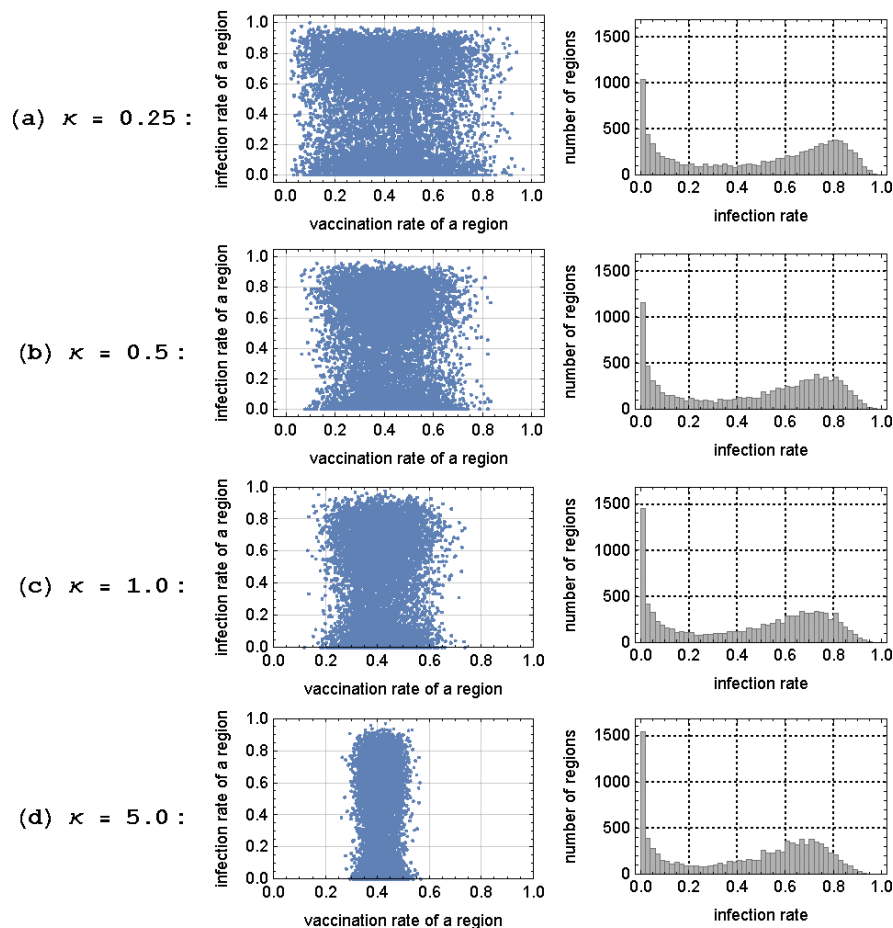 (a) κ = 0.25 :
infection rate of a region
1.0
0.8
0.6
0.4
0.2
0.0
0.0 0.2 0.4 0.6 0.8 1.0
vaccination rate of a region
number of regions
1500
1000
500
0
0.0 0.2 0.4 0.6 0.8 1.0
infection rate
(b) κ = 0.5 :
infection rate of a region
1.0
0.8
0.6
0.4
0.2
0.0
0.0 0.2 0.4 0.6 0.8 1.0
vaccination rate of a region
number of regions
1500
1000
500
0
0.0 0.2 0.4 0.6 0.8 1.0
infection rate
(c) κ = 1.0 :
infection rate of a region
1.0
0.8
0.6
0.4
0.2
0.0
0.0 0.2 0.4 0.6 0.8 1.0
vaccination rate of a region
number of regions
1500
1000
500
0
0.0 0.2 0.4 0.6 0.8 1.0
infection rate
(d) κ = 5.0 :
infection rate of a region
1.0
0.8
0.6
0.4
0.2
0.0
0.0 0.2 0.4 0.6 0.8 1.0
vaccination rate of a region
number of regions
1500
1000
500
0
0.0 0.2 0.4 0.6 0.8 1.0
infection rate